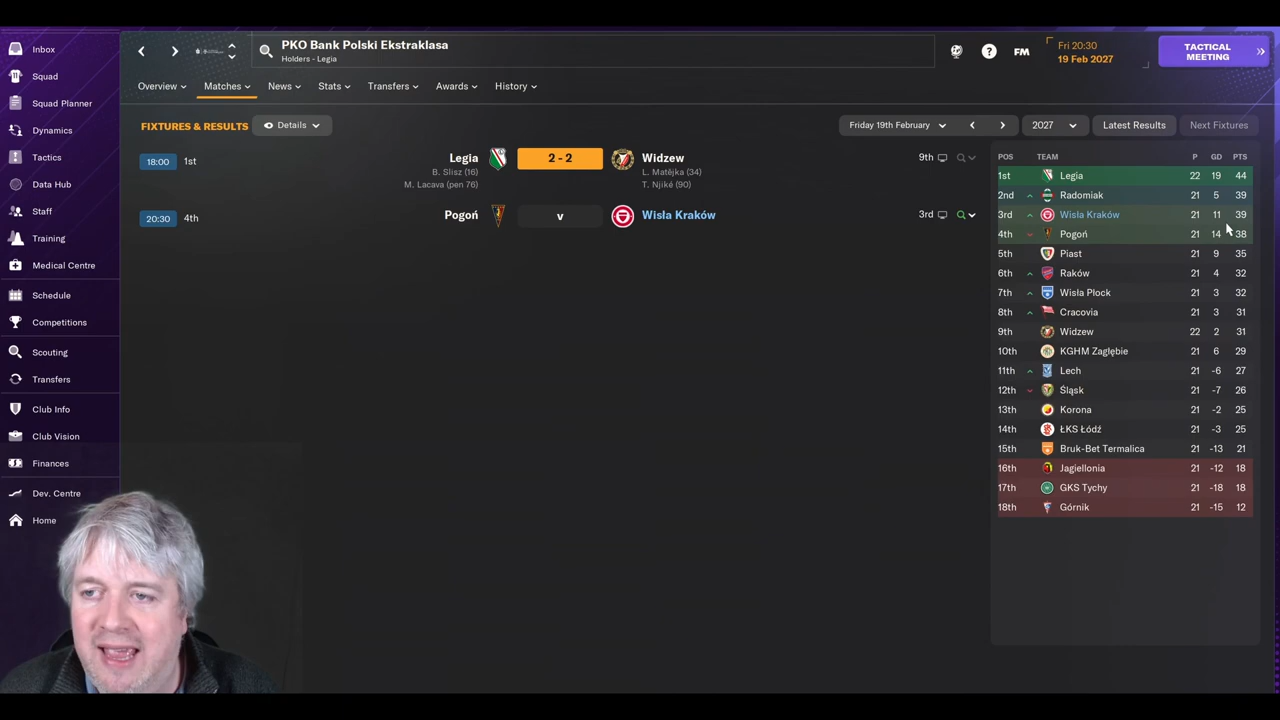 Inbox
Squad
Squad Planner
Dynamics
Tactics
Data Hub
Staff
Training
Medical Centre
Schedule
Competitions
Scouting
Transfers
Club Info
Club Vision
Finances
Dev. Centre
Home
PKO Bank Polski Ekstraklasa
Holders - Legia
FM
Fri 20:30
19 Feb 2027
TACTICAL
MEETING
Overview Matches News Stats Transfers Awards History
FIXTURES & RESULTS Details Friday 19th February 2027 Latest Results Next Fixtures
18:00 1st Legia 2 - 2 Widzew 9th
B. Slisz (16) L. Matějka (34)
M. Lacava (pen 76) T. Njiké (90)
20:30 4th Pogoń v Wisła Kraków 3rd
POS TEAM P GD PTS
1st Legia 22 19 44
2nd Radomiak 21 5 39
3rd Wisła Kraków 21 11 39
4th Pogoń 21 14 38
5th Piast 21 9 35
6th Raków 21 4 32
7th Wisła Płock 21 3 32
8th Cracovia 21 3 31
9th Widzew 22 2 31
10th KGHM Zagłębie 21 6 29
11th Lech 21 -6 27
12th Śląsk 21 -7 26
13th Korona 21 -2 25
14th ŁKS Łódź 21 -3 25
15th Bruk-Bet Termalica 21 -13 21
16th Jagiellonia 21 -12 18
17th GKS Tychy 21 -18 18
18th Górnik 21 -15 12